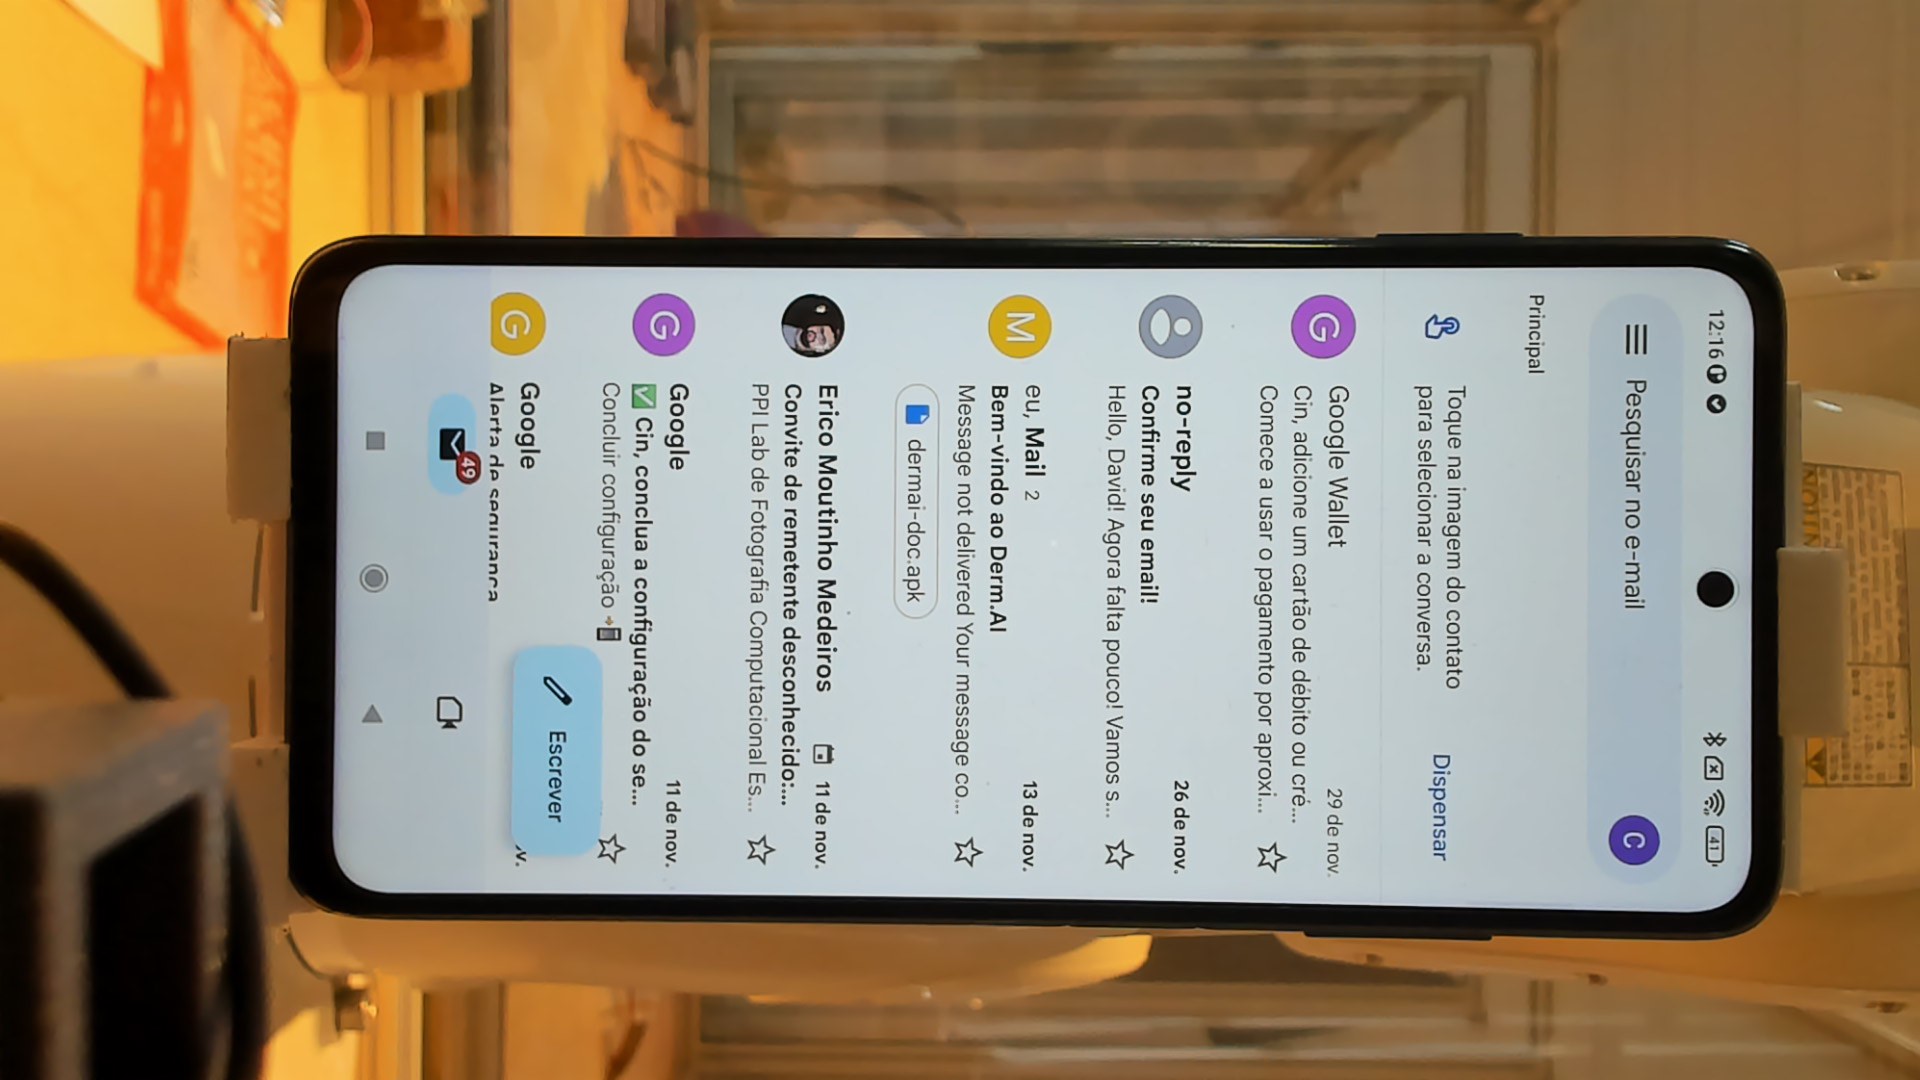 12:16
41
Pesquisar no e-mail
C
Principal
Toque na imagem do contato
para selecionar a conversa.
Dispensar
G
Google Wallet
29 de nov.
Cin, adicione um cartão de débito ou cré...
Comece a usar o pagamento por aproxi...
no-reply
26 de nov.
Confirme seu email!
Hello, David! Agora falta pouco! Vamos s...
M
eu, Mail 2
13 de nov.
Bem-vindo ao Derm.AI
Message not delivered Your message co...
dermai-doc.apk
Erico Moutinho Medeiros
11 de nov.
Convite de remetente desconhecido:...
PPI Lab de Fotografia Computacional Es...
G
Google
11 de nov.
✅ Cin, conclua a configuração do se...
Concluir configuração
G
Google
v.
Alerta de segurança
Escrever
49